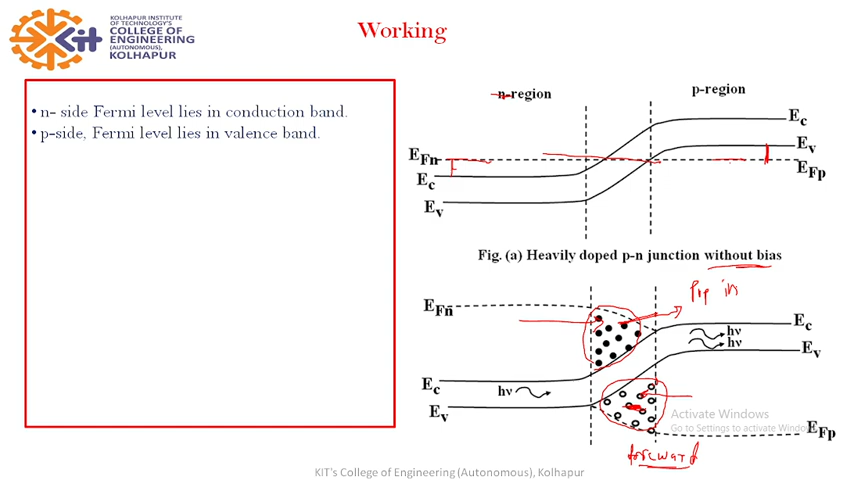 KOLHAPUR INSTITUTE
OF TECHNOLOGY'S
COLLEGE OF
ENGINEERING
(AUTONOMOUS),
KOLHAPUR
Kit
Working
• n- side Fermi level lies in conduction band.
• p-side, Fermi level lies in valence band.
n-region
p-region
Ec
Ev
EFn
EFp
Ec
Ev
Fig. (a) Heavily doped p-n junction without bias
Pop in
EFn
Ec
hν
hν
Ev
Ec
hν
Ev
Activate Windows
Go to Settings to activate Windows.
EFp
forward
KIT's College of Engineering (Autonomous), Kolhapur